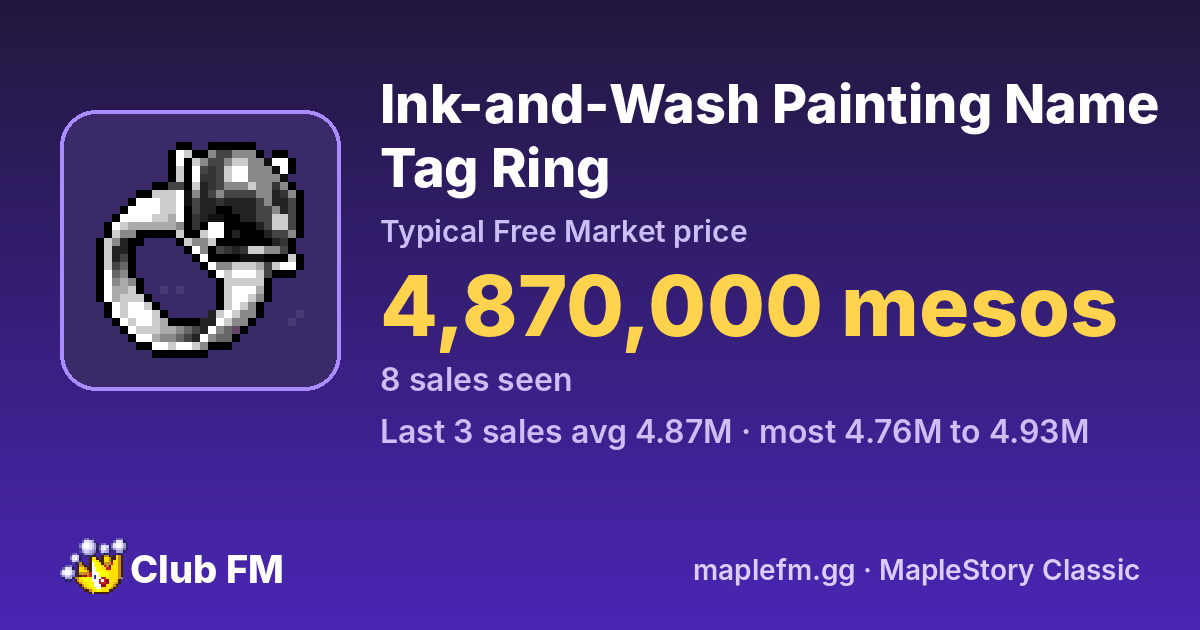 Ink-and-Wash Painting Name
Tag Ring
Typical Free Market price
4,870,000 mesos
8 sales seen
Last 3 sales avg 4.87M · most 4.76M to 4.93M
Club FM
maplefm.gg · MapleStory Classic